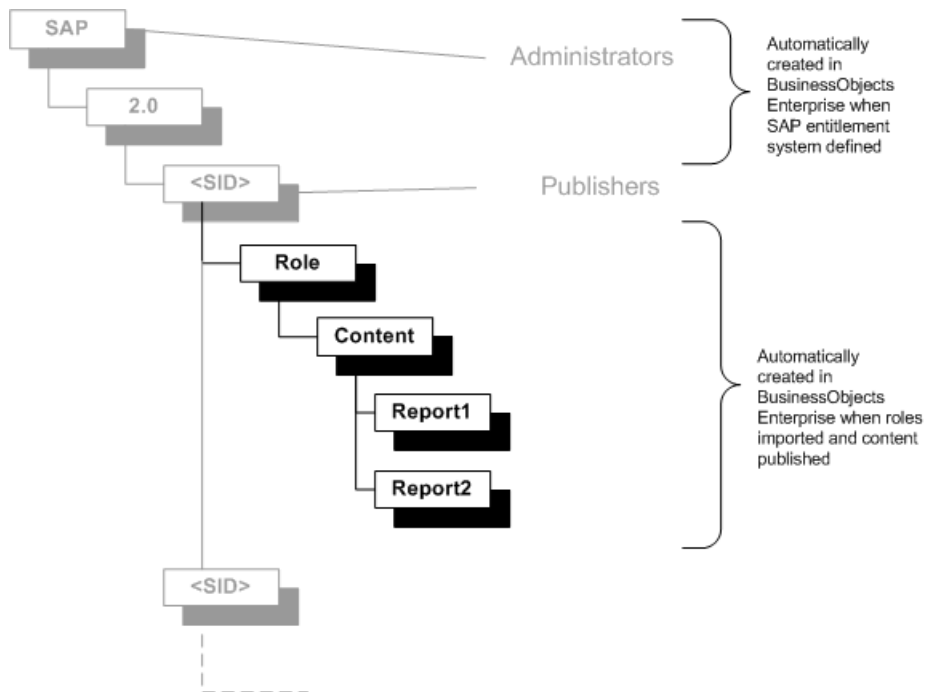 SAP
Administrators
Automatically
created in
BusinessObjects
Enterprise when
SAP entitlement
system defined
2.0
<SID>
Publishers
Role
Content
Report1
Report2
Automatically
created in
BusinessObjects
Enterprise when roles
imported and content
published
<SID>